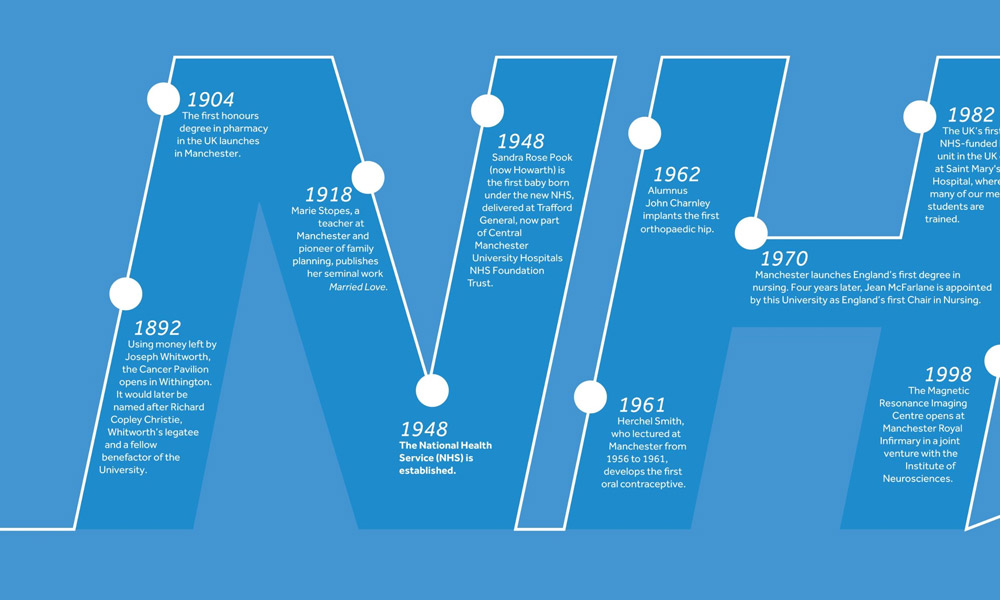 1892
Using money left by
Joseph Whitworth,
the Cancer Pavilion
opens in Withington.
It would later be
named after Richard
Copley Christie,
Whitworth's legatee
and a fellow
benefactor of the
University.
1904
The first honours
degree in pharmacy
in the UK launches
in Manchester.
1918
Marie Stopes, a
teacher at
Manchester and
pioneer of family
planning, publishes
her seminal work
Married Love.
1948
The National Health
Service (NHS) is
established.
1948
Sandra Rose Pook
(now Howarth) is
the first baby born
under the new NHS,
delivered at Trafford
General, now part
of Central
Manchester
University Hospitals
NHS Foundation
Trust.
1961
Herchel Smith,
who lectured at
Manchester from
1956 to 1961,
develops the first
oral contraceptive.
1962
Alumnus
John Charnley
implants the first
orthopaedic hip.
1970
Manchester launches England's first degree in
nursing. Four years later, Jean McFarlane is appointed
by this University as England's first Chair in Nursing.
1982
The UK's first
NHS-funded
unit in the UK
at Saint Mary's
Hospital, where
many of our me
students are
trained.
1998
The Magnetic
Resonance Imaging
Centre opens at
Manchester Royal
Infirmary in a joint
venture with the
Institute of
Neurosciences.